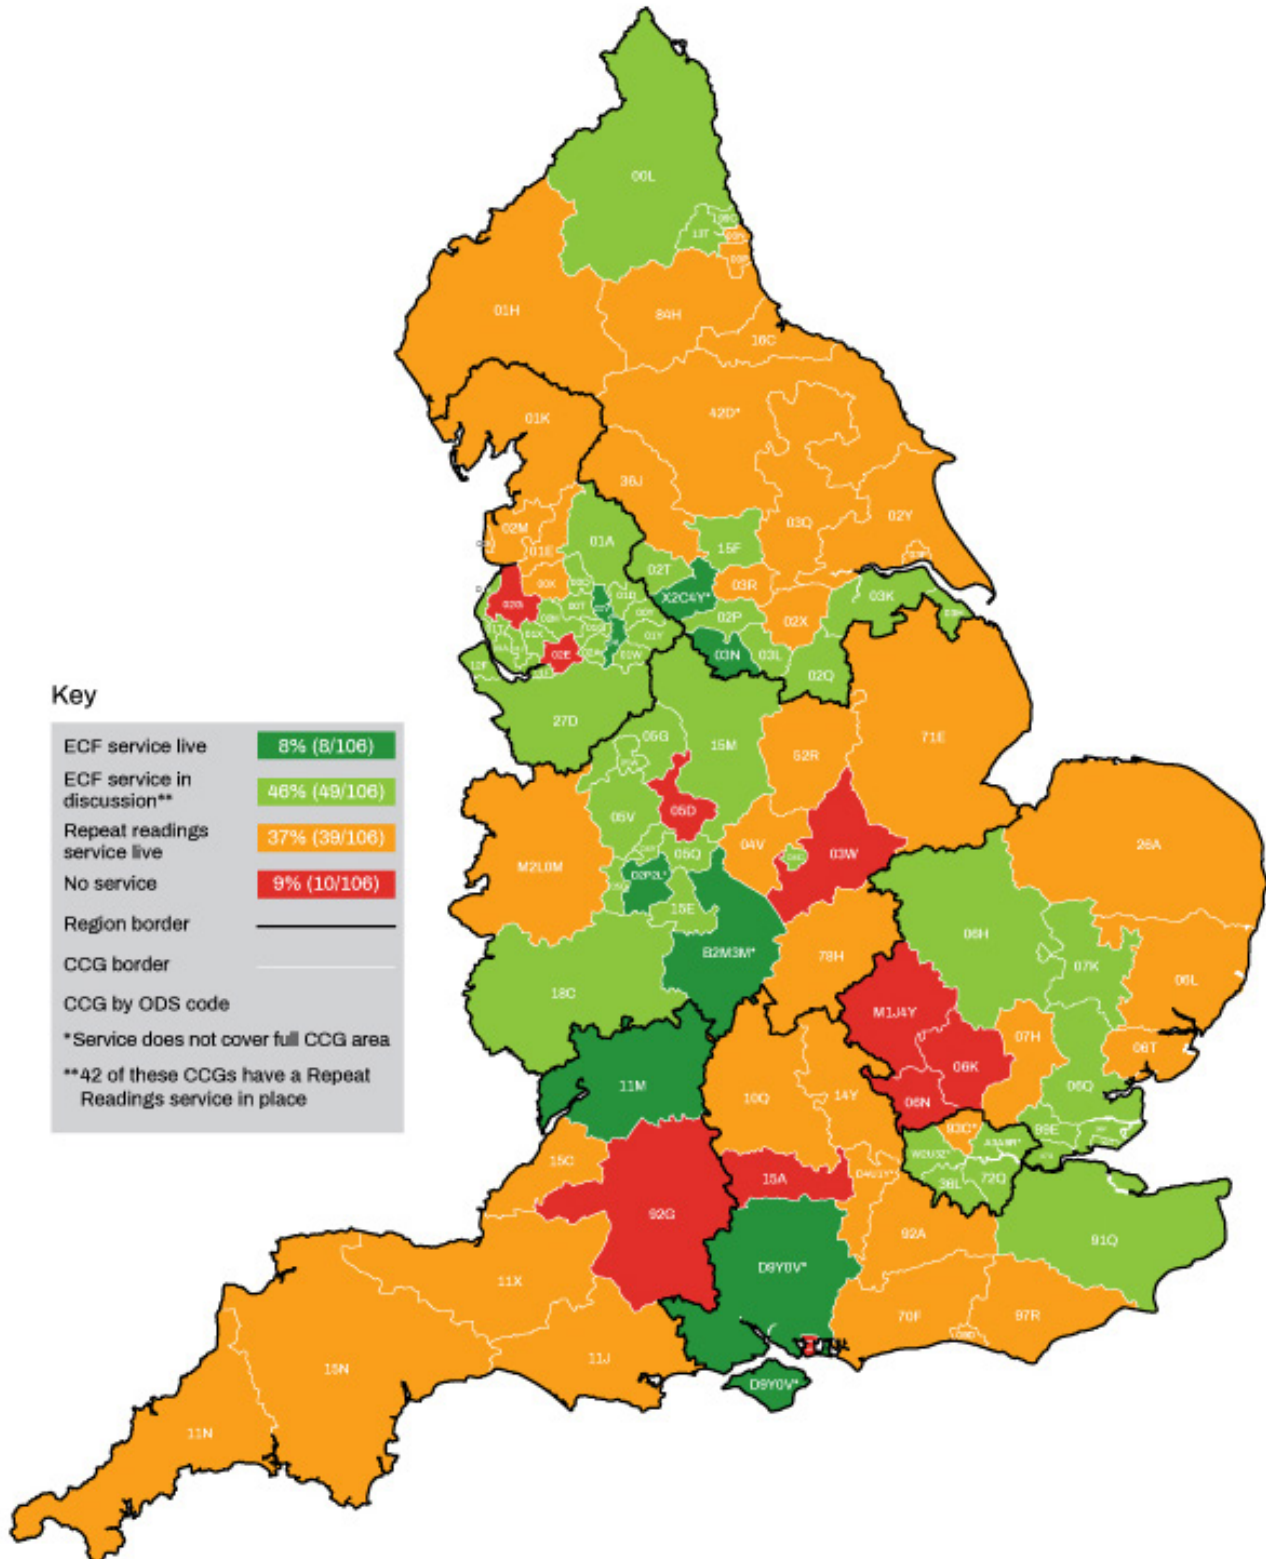 00L
13T
01H
84H
16C
01K
42D*
36J
02M
01E
01A
03Q
02Y
15F
02T
00X
03R
X2C4Y*
02G
02X
03K
02P
01Y
02E
03N
03L
02Q
12F
01W
27D
Key
ECF service live 8% (8/106)
ECF service in 46% (49/106)
discussion**
Repeat readings 37% (39/106)
service live
No service 9% (10/106)
Region border
CCG border
CCG by ODS code
*Service does not cover full CCG area
**42 of these CCGs have a Repeat
Readings service in place
05G
15M
52R
71E
05D
05V
M2L0M
05Q
04V
03W
26A
D2P2L*
15E
B2M3M*
78H
06H
07K
06L
18C
M1J4Y
06K
07H
06T
11M
10Q
14Y
06N
06Q
93C*
99E
A3A8R*
W2U3Z*
36L
72Q
15C
15A
D4U1Y*
92G
92A
91Q
D9Y0V*
11X
70F
97R
15N
11J
D9Y0V*
11N